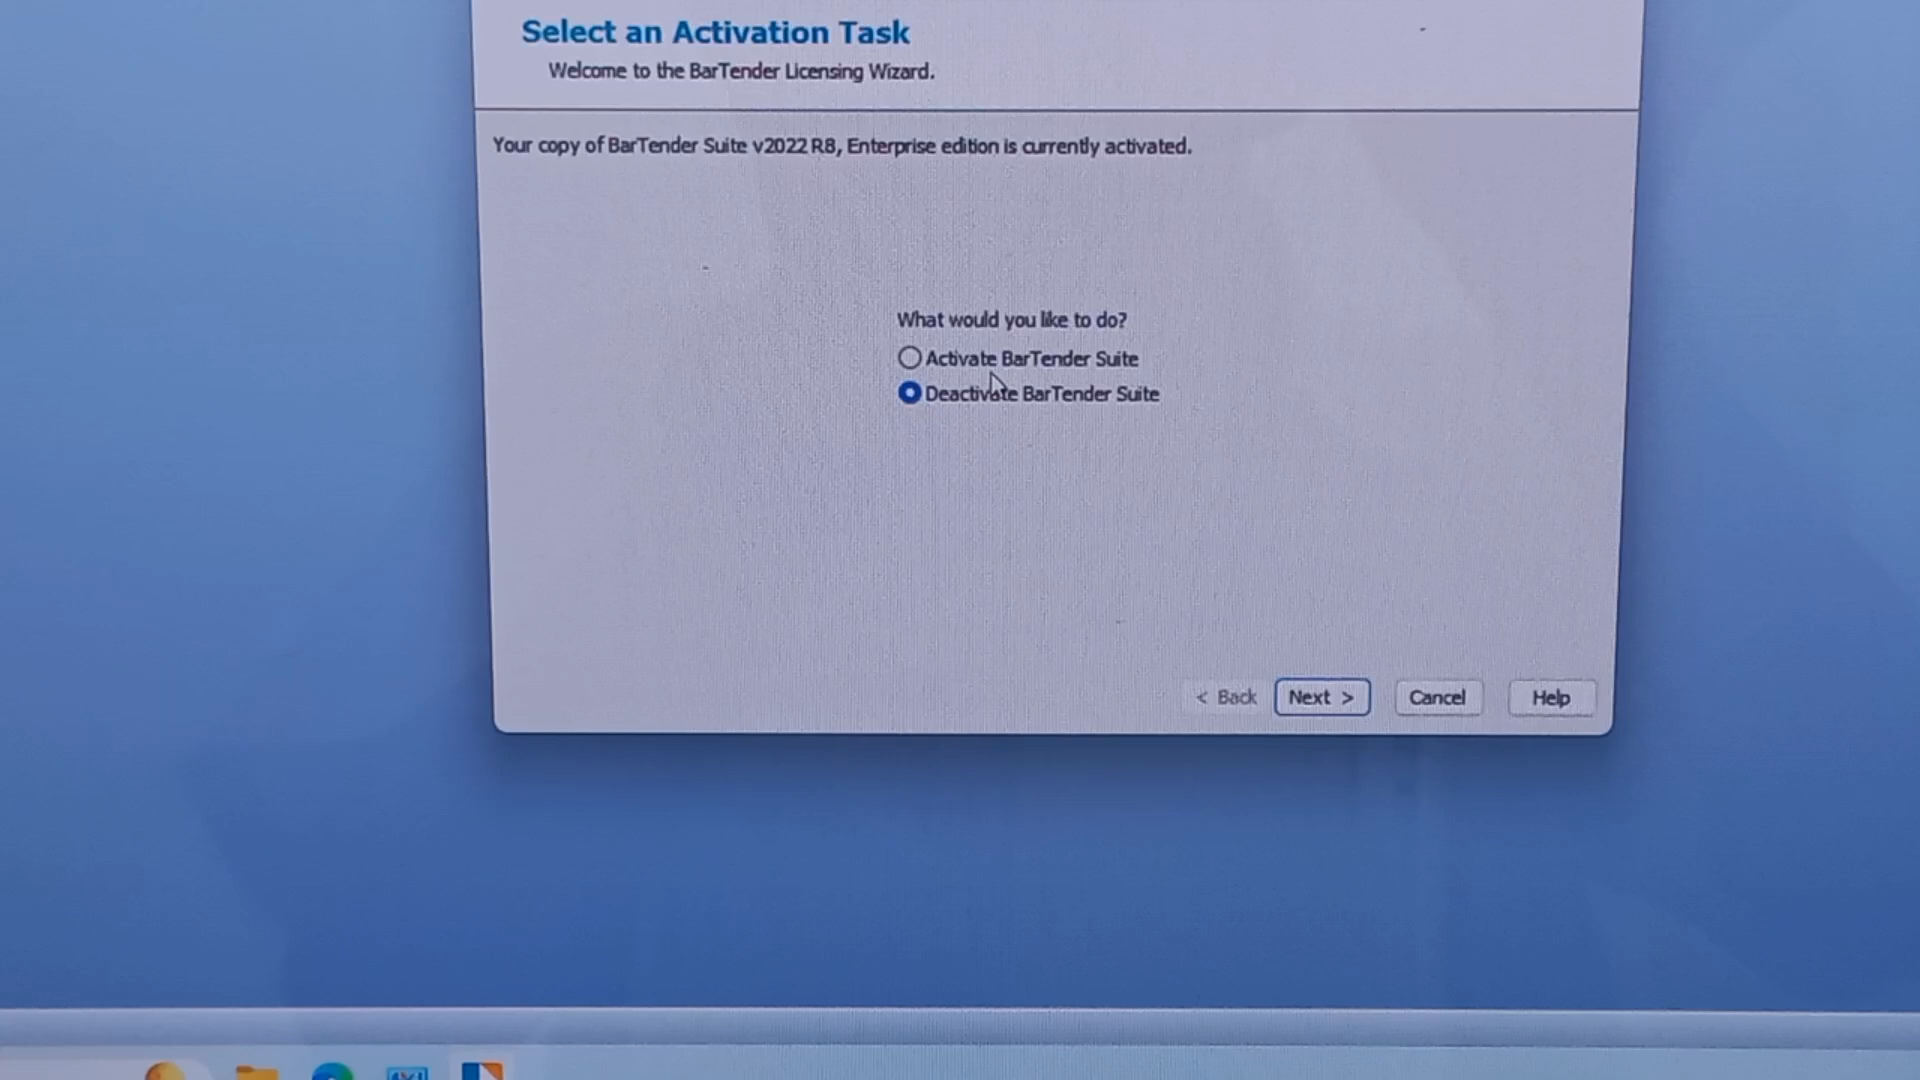 Select an Activation Task
Welcome to the BarTender Licensing Wizard.
Your copy of BarTender Suite v2022 R8, Enterprise edition is currently activated.
What would you like to do?
Activate BarTender Suite
Deactivate BarTender Suite
< Back Next > Cancel Help